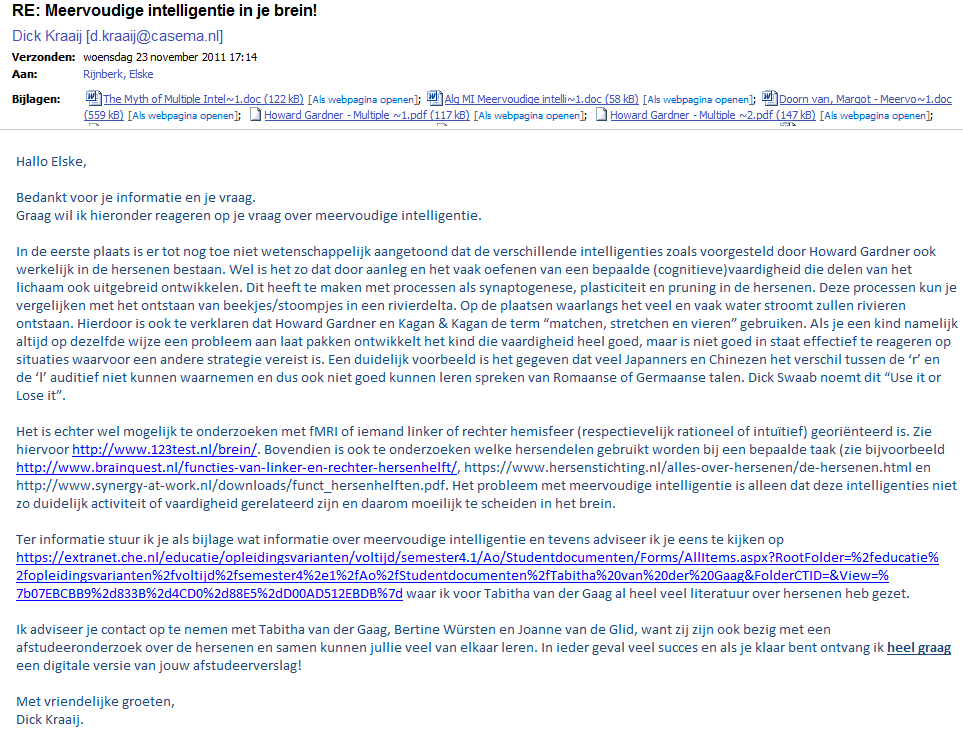 RE: Meervoudige intelligentie in je brein!
Dick Kraaij [d.kraaij@casema.nl]
Verzonden: woensdag 23 november 2011 17:14
Aan: Rijnberk, Elske
Bijlagen: The Myth of Multiple Intel~1.doc (122 kB) [Als webpagina openen]; Alg MI Meervoudige intelli~1.doc (58 kB) [Als webpagina openen]; Doorn van, Margot - Meervo~1.doc
(559 kB) [Als webpagina openen]; Howard Gardner - Multiple ~1.pdf (117 kB) [Als webpagina openen]; Howard Gardner - Multiple ~2.pdf (147 kB) [Als webpagina openen];
Hallo Elske,
Bedankt voor je informatie en je vraag.
Graag wil ik hieronder reageren op je vraag over meervoudige intelligentie.
In de eerste plaats is er tot nog toe niet wetenschappelijk aangetoond dat de verschillende intelligenties zoals voorgesteld door Howard Gardner ook
werkelijk in de hersenen bestaan. Wel is het zo dat door aanleg en het vaak oefenen van een bepaalde (cognitieve)vaardigheid die delen van het
lichaam ook uitgebreid ontwikkelen. Dit heeft te maken met processen als synaptogenese, plasticiteit en pruning in de hersenen. Deze processen kun je
vergelijken met het ontstaan van beekjes/stoompjes in een rivierdelta. Op de plaatsen waarlangs het veel en vaak water stroomt zullen rivieren
ontstaan. Hierdoor is ook te verklaren dat Howard Gardner en Kagan & Kagan de term “matchen, stretchen en vieren” gebruiken. Als je een kind namelijk
altijd op dezelfde wijze een probleem aan laat pakken ontwikkelt het kind die vaardigheid heel goed, maar is niet goed in staat effectief te reageren op
situaties waarvoor een andere strategie vereist is. Een duidelijk voorbeeld is het gegeven dat veel Japanners en Chinezen het verschil tussen de ‘r’ en
de ‘l’ auditief niet kunnen waarnemen en dus ook niet goed kunnen leren spreken van Romaanse of Germaanse talen. Dick Swaab noemt dit “Use it or
Lose it”.
Het is echter wel mogelijk te onderzoeken met fMRI of iemand linker of rechter hemisfeer (respectievelijk rationeel of intuïtief) georiënteerd is. Zie
hiervoor http://www.123test.nl/brein/. Bovendien is ook te onderzoeken welke hersendelen gebruikt worden bij een bepaalde taak (zie bijvoorbeeld
http://www.brainquest.nl/functies-van-linker-en-rechter-hersenhelft/, https://www.hersenstichting.nl/alles-over-hersenen/de-hersenen.html en
http://www.synergy-at-work.nl/downloads/funct_hersenhelften.pdf. Het probleem met meervoudige intelligentie is alleen dat deze intelligenties niet
zo duidelijk activiteit of vaardigheid gerelateerd zijn en daarom moeilijk te scheiden in het brein.
Ter informatie stuur ik je als bijlage wat informatie over meervoudige intelligentie en tevens adviseer ik je eens te kijken op
https://extranet.che.nl/educatie/opleidingsvarianten/voltijd/semester4.1/Ao/Studentdocumenten/Forms/AllItems.aspx?RootFolder=%2feducatie%
2fopleidingsvarianten%2fvoltijd%2fsemester4%2e1%2fAo%2fStudentdocumenten%2fTabitha%20van%20der%20Gaag&FolderCTID=&View=%
7b07EBCBB9%2d833B%2d4CD0%2d88E5%2dD00AD512EBDB%7d waar ik voor Tabitha van der Gaag al heel veel literatuur over hersenen heb gezet.
Ik adviseer je contact op te nemen met Tabitha van der Gaag, Bertine Würsten en Joanne van de Glid, want zij zijn ook bezig met een
afstudeeronderzoek over de hersenen en samen kunnen jullie veel van elkaar leren. In ieder geval veel succes en als je klaar bent ontvang ik heel graag
een digitale versie van jouw afstudeerverslag!
Met vriendelijke groeten,
Dick Kraaij.